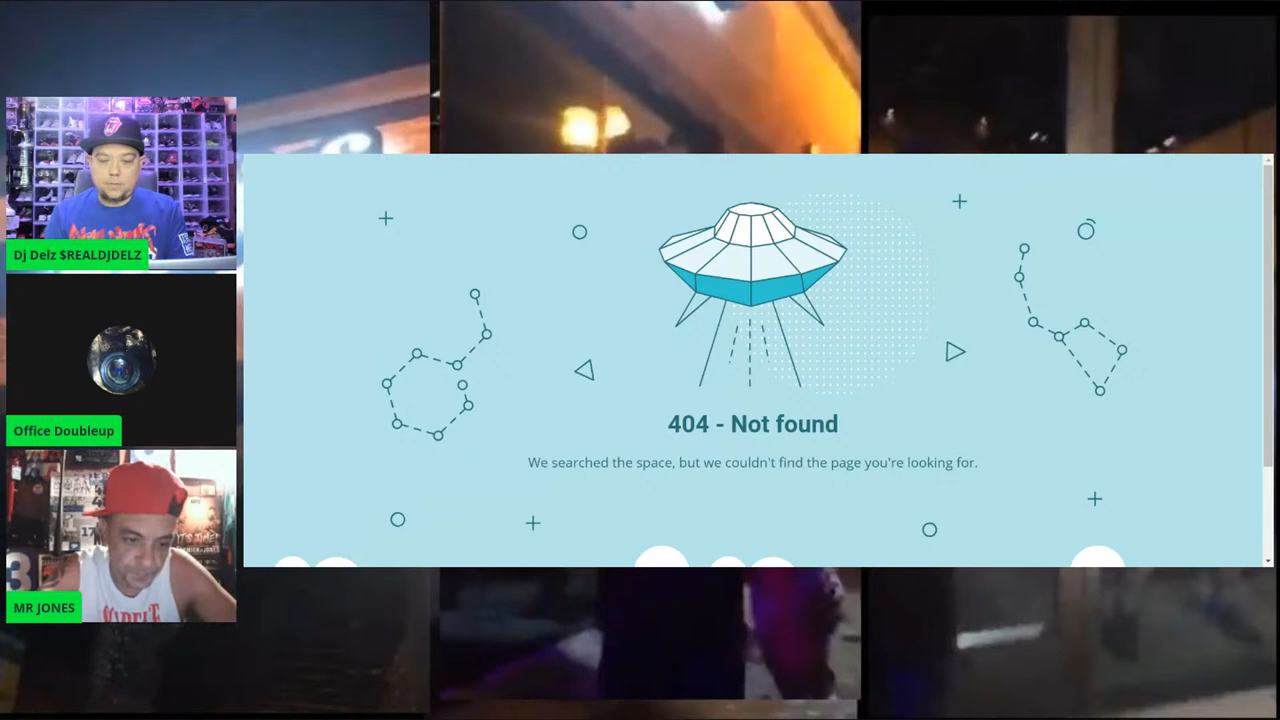 Dj Delz $REALDJDELZ
Office Doubleup
MR JONES
404 - Not found
We searched the space, but we couldn't find the page you're looking for.